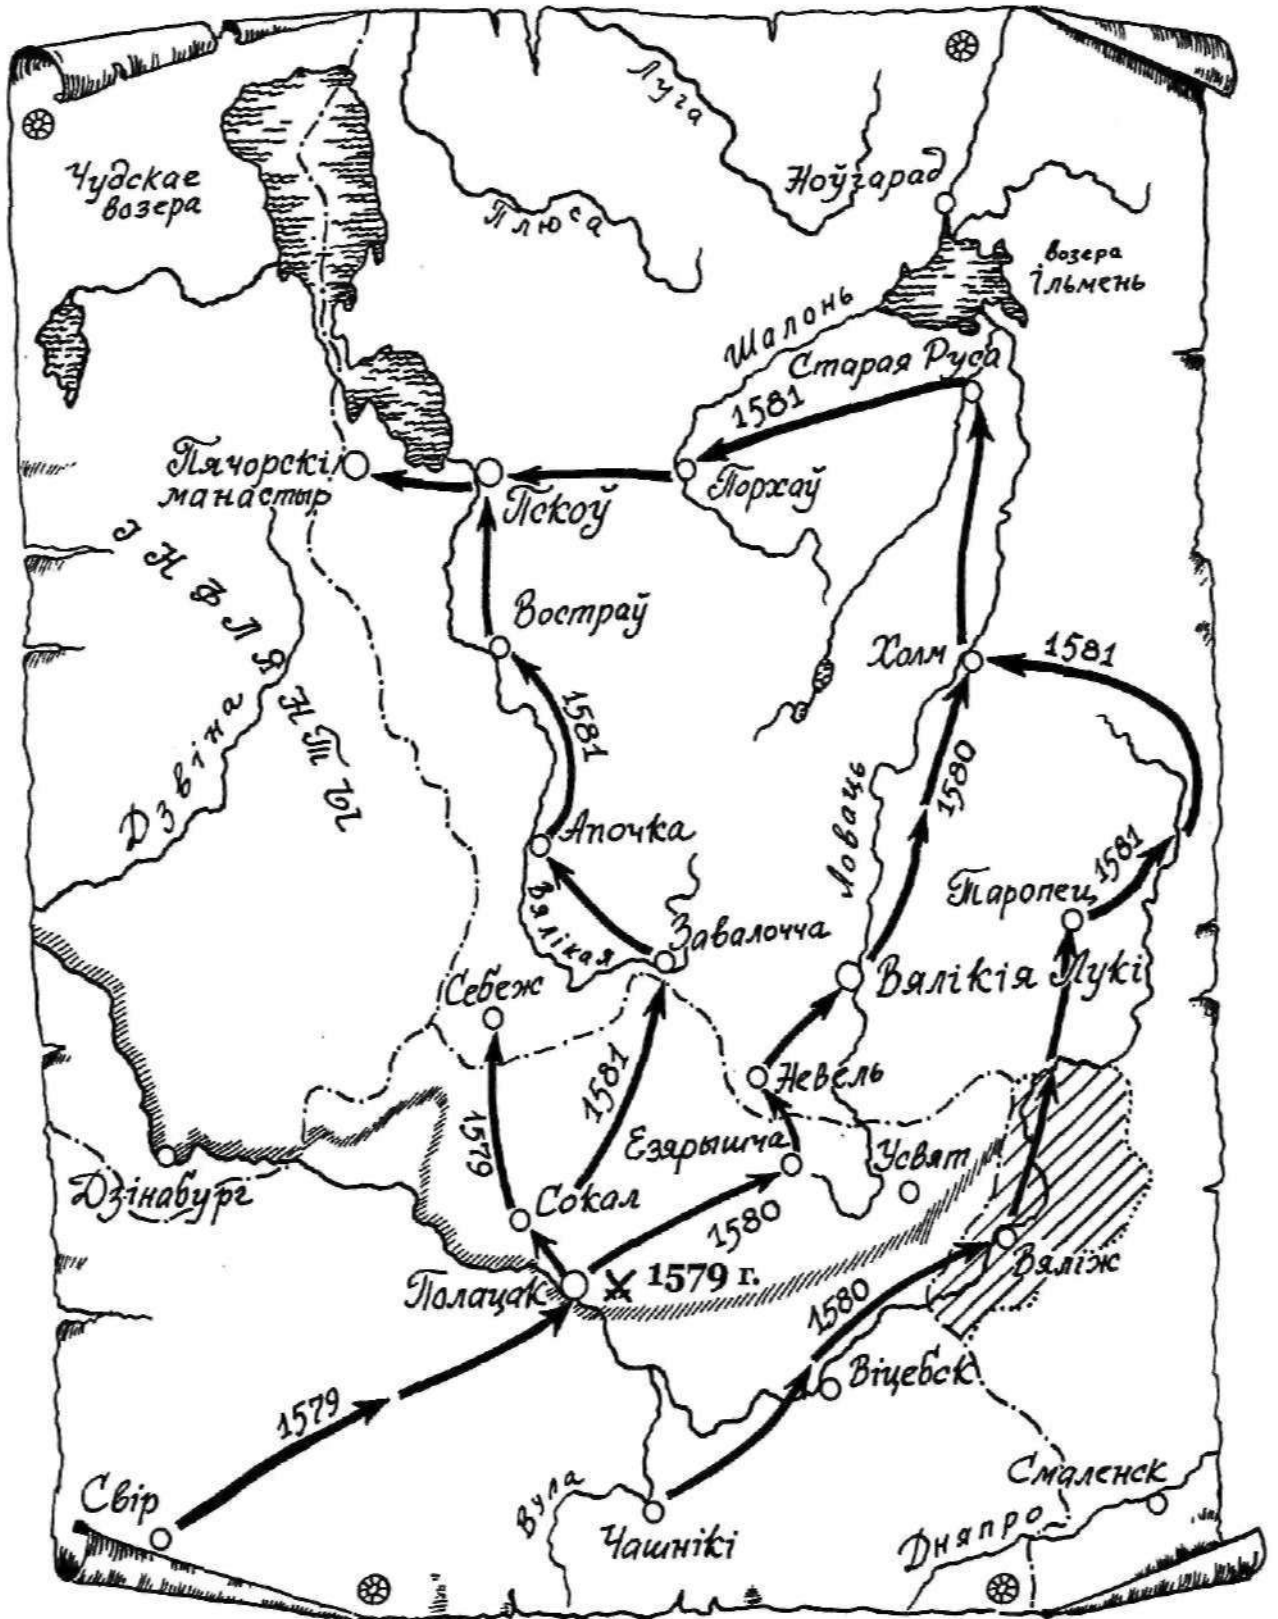 Луга
Чудскае
возера
Плюса
Ноўгарад
возера
Ільмень
Шалонь
Старая Руса
1581
Пячорскі
манастыр
Пскоў
Порхаў
ІНФЛЯНТЫ
Востраў
Холм
1581
Дзвіна
1581
1580
Ловаць
Апочка
1581
Таропец
Вялікая
Завалочча
Вялікія Лукі
Себеж
1581
Невель
1579
Езярышча
Усвят
Дзінабург
Сокал
1580
Вяліж
Полацак
1579 г.
1580
Віцебск
1579
Свір
Вула
Чашнікі
Смаленск
Дняпро